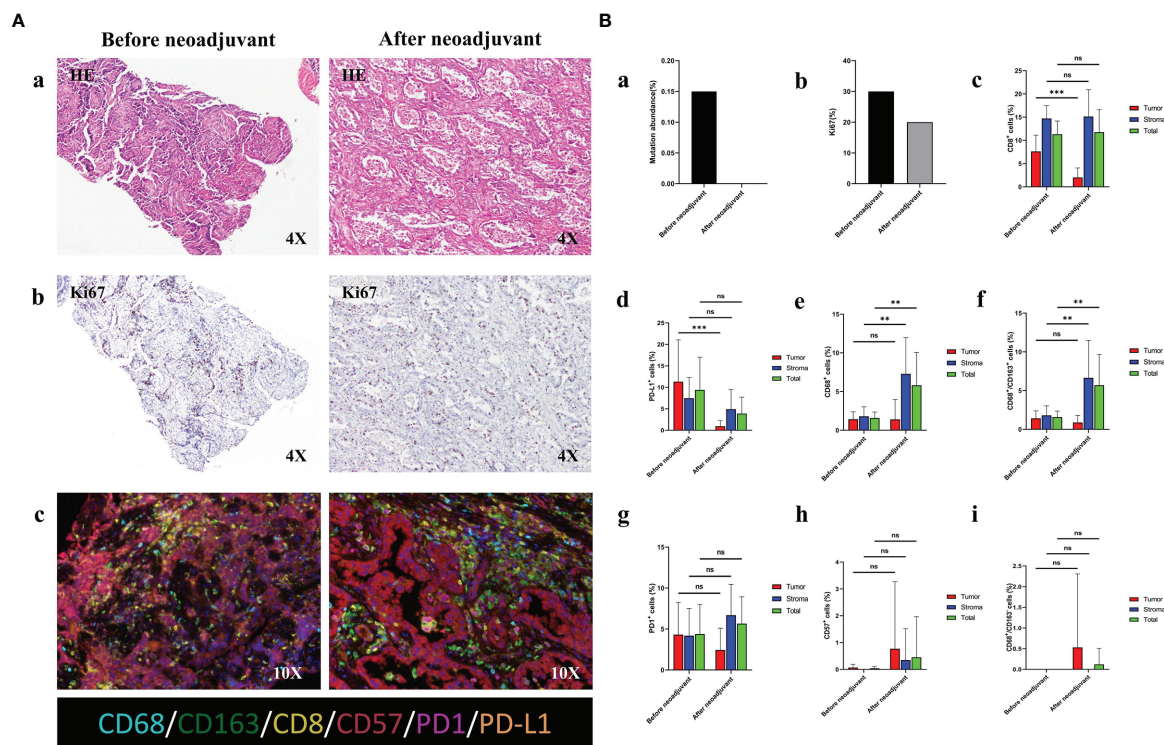 A
Before neoadjuvant
After neoadjuvant
a
HE
4X
HE
4X
b
Ki67
4X
Ki67
4X
c
10X
10X
CD68/CD163/CD8/CD57/PD1/PD-L1
B
a
Mutation abundance(%)
0.20
0.15
0.10
0.05
0.00
Before neoadjuvant
After neoadjuvant
b
Ki67(%)
40
30
20
10
0
Before neoadjuvant
After neoadjuvant
c
CD8+ cells (%)
25
20
15
10
5
0
ns
ns
***
Tumor
Stroma
Total
Before neoadjuvant
After neoadjuvant
d
PD-L1+ cells (%)
25
20
15
10
5
0
ns
ns
***
Tumor
Stroma
Total
Before neoadjuvant
After neoadjuvant
e
CD68+ cells (%)
15
10
5
0
**
**
ns
Tumor
Stroma
Total
Before neoadjuvant
After neoadjuvant
f
CD68+/CD163+ cells (%)
15
10
5
0
**
**
ns
Tumor
Stroma
Total
Before neoadjuvant
After neoadjuvant
g
PD1+ cells (%)
15
10
5
0
ns
ns
ns
Tumor
Stroma
Total
Before neoadjuvant
After neoadjuvant
h
CD57+ cells (%)
4
3
2
1
0
ns
ns
ns
Tumor
Stroma
Total
Before neoadjuvant
After neoadjuvant
i
CD68+/CD163- cells (%)
2.5
2.0
1.5
1.0
0.5
0.0
ns
ns
ns
Tumor
Stroma
Total
Before neoadjuvant
After neoadjuvant